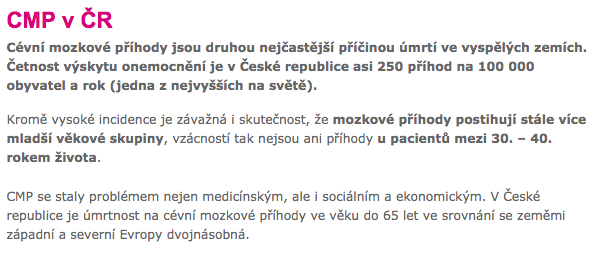 CMP v ČR
Cévní mozkové příhody jsou druhou nejčastější příčinou úmrtí ve vyspělých zemích.
Četnost výskytu onemocnění je v České republice asi 250 příhod na 100 000
obyvatel a rok (jedna z nejvyšších na světě).
Kromě vysoké incidence je závažná i skutečnost, že mozkové příhody postihují stále více
mladší věkové skupiny, vzácností tak nejsou ani příhody u pacientů mezi 30. – 40.
rokem života.
CMP se staly problémem nejen medicínským, ale i sociálním a ekonomickým. V České
republice je úmrtnost na cévní mozkové příhody ve věku do 65 let ve srovnání se zeměmi
západní a severní Evropy dvojnásobná.